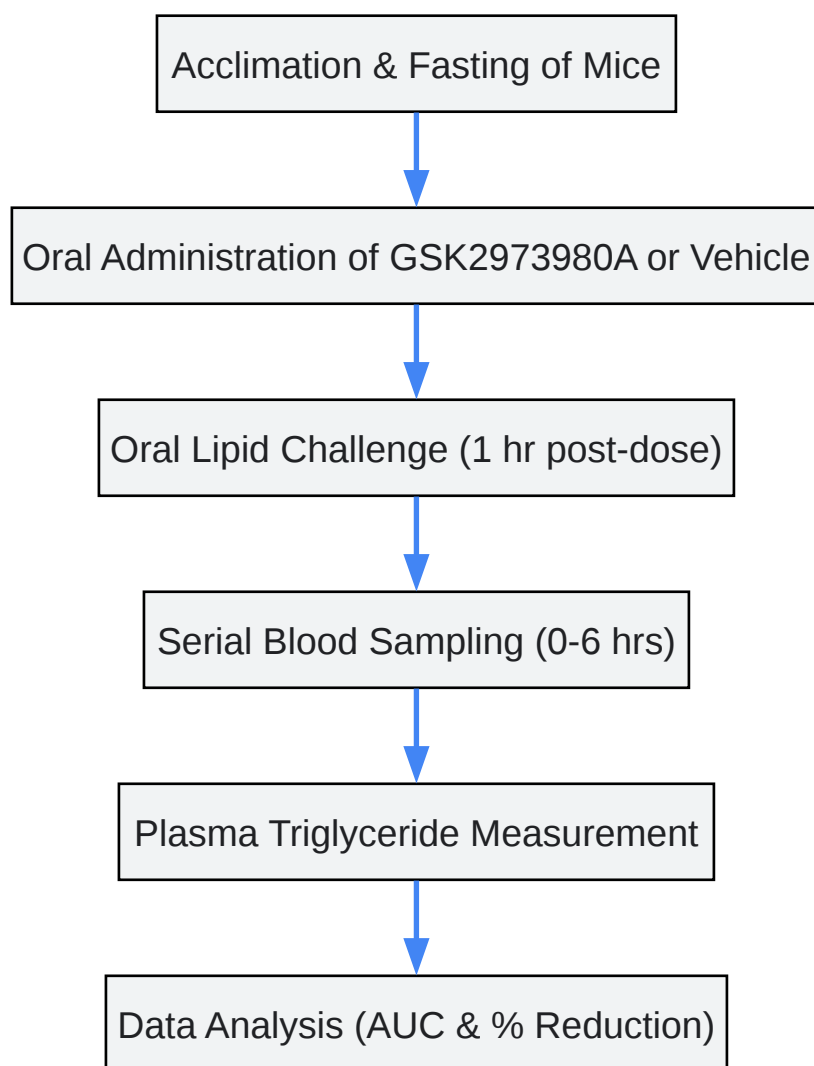 Acclimation & Fasting of Mice
Oral Administration of GSK2973980A or Vehicle
Oral Lipid Challenge (1 hr post-dose)
Serial Blood Sampling (0-6 hrs)
Plasma Triglyceride Measurement
Data Analysis (AUC & % Reduction)